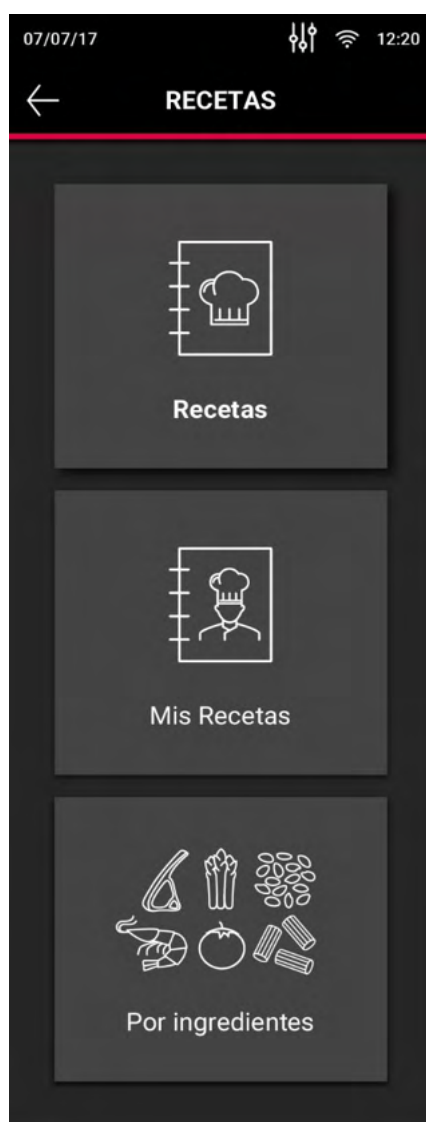 07/07/17 12:20
RECETAS
Recetas
Mis Recetas
Por ingredientes